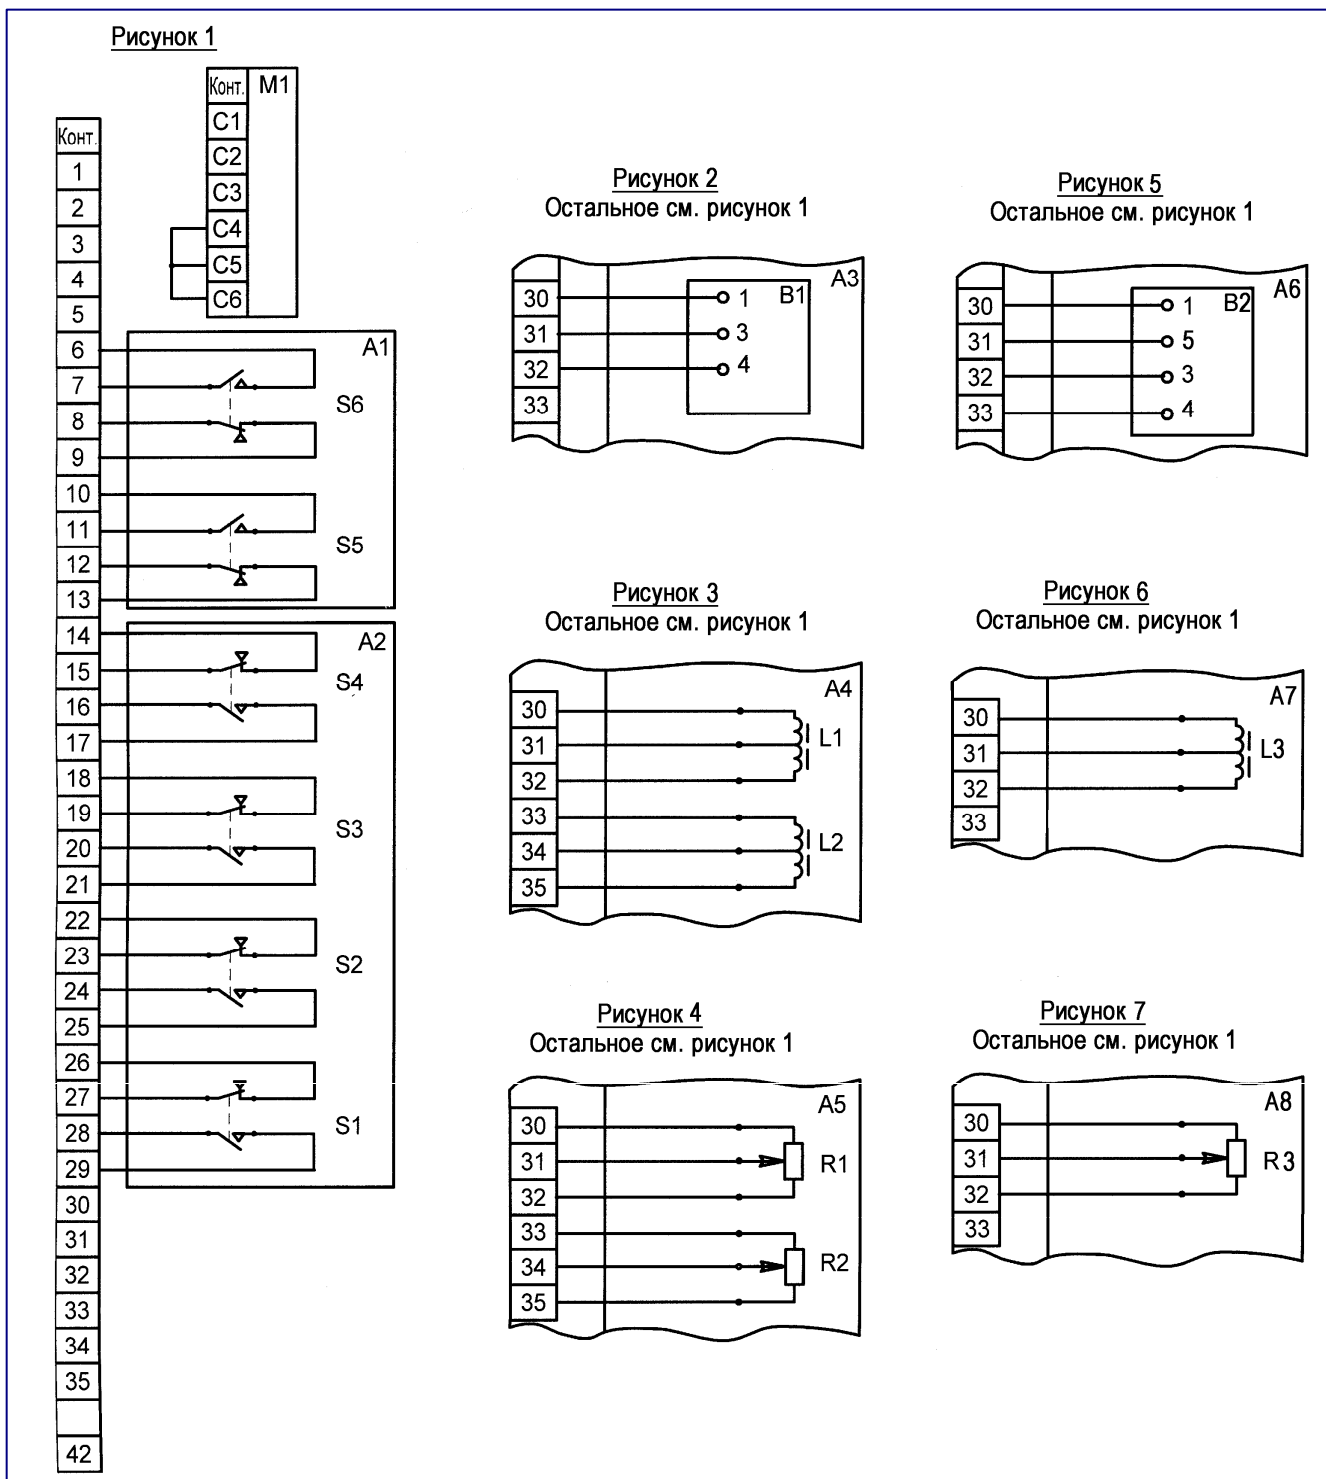 Рисунок 1
Конт. M1
C1
C2
C3
C4
C5
C6
Конт.
1
2
3
4
5
6
7
8
9
10
11
12
13
14
15
16
17
18
19
20
21
22
23
24
25
26
27
28
29
30
31
32
33
34
35
42
A1
S6
S5
A2
S4
S3
S2
S1
Рисунок 2
Остальное см. рисунок 1
A3
B1
30 1
31 3
32 4
33
Рисунок 3
Остальное см. рисунок 1
A4
30
31 L1
32
33
34 L2
35
Рисунок 4
Остальное см. рисунок 1
A5
30
31 R1
32
33
34 R2
35
Рисунок 5
Остальное см. рисунок 1
A6
B2
30 1
31 5
32 3
33 4
Рисунок 6
Остальное см. рисунок 1
A7
30
31 L3
32
33
Рисунок 7
Остальное см. рисунок 1
A8
30
31 R3
32
33